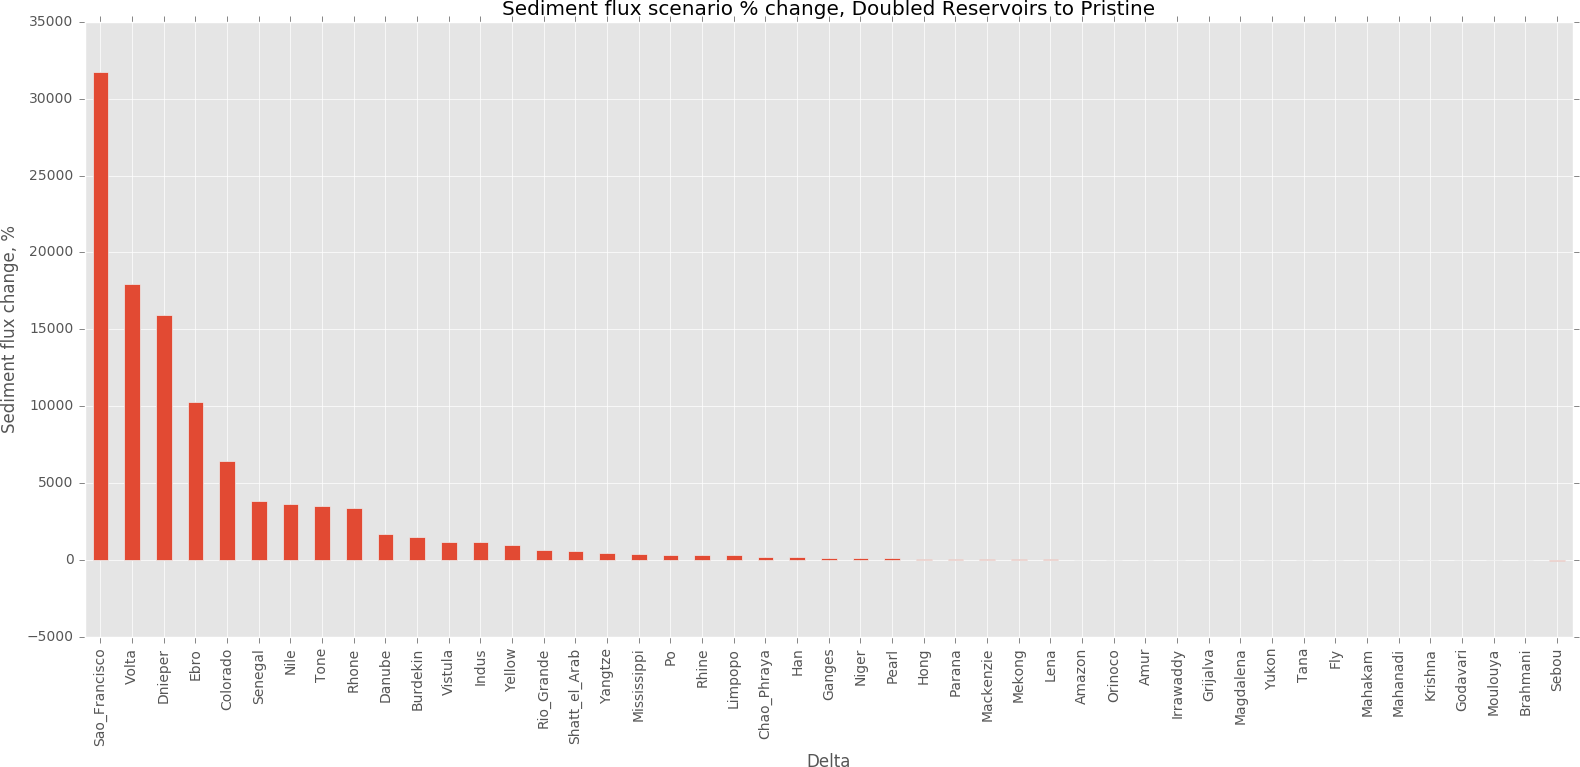 Sediment flux scenario % change, Doubled Reservoirs to Pristine
Sediment flux change, %
35000
30000
25000
20000
15000
10000
5000
0
−5000
Sao_Francisco
Volta
Dnieper
Ebro
Colorado
Senegal
Nile
Tone
Rhone
Danube
Burdekin
Vistula
Indus
Yellow
Rio_Grande
Shatt_el_Arab
Yangtze
Mississippi
Po
Rhine
Limpopo
Chao_Phraya
Han
Ganges
Niger
Pearl
Hong
Parana
Mackenzie
Mekong
Lena
Amazon
Orinoco
Amur
Irrawaddy
Grijalva
Magdalena
Yukon
Tana
Fly
Mahakam
Mahanadi
Krishna
Godavari
Moulouya
Brahmani
Sebou
Delta